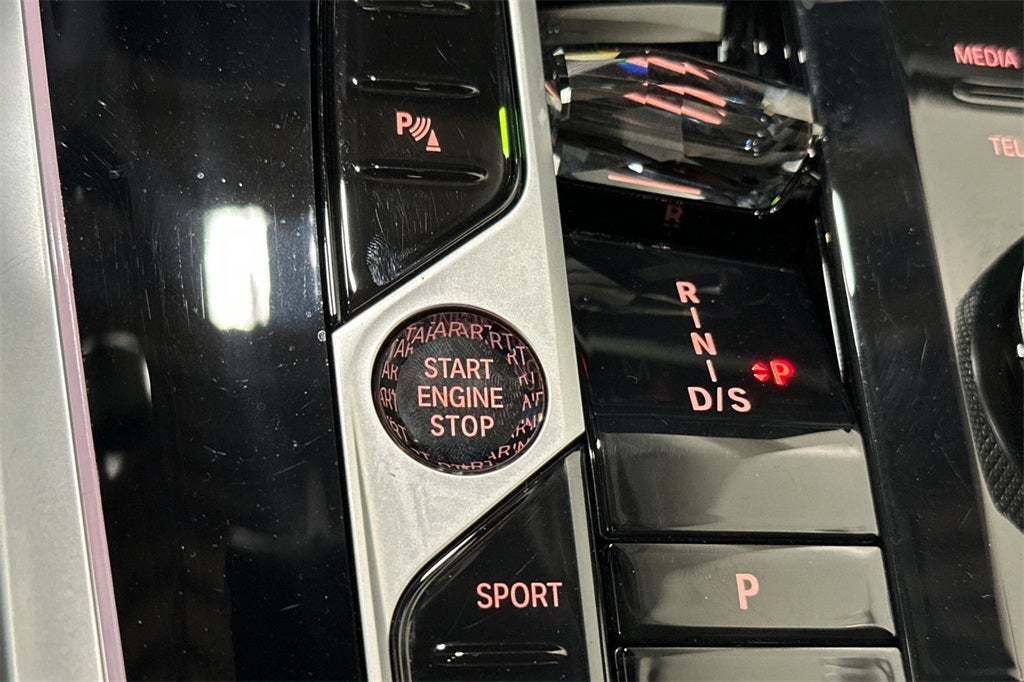 MEDIA
P
TEL
R
R
N
D/S
P
START
ENGINE
STOP
SPORT
P